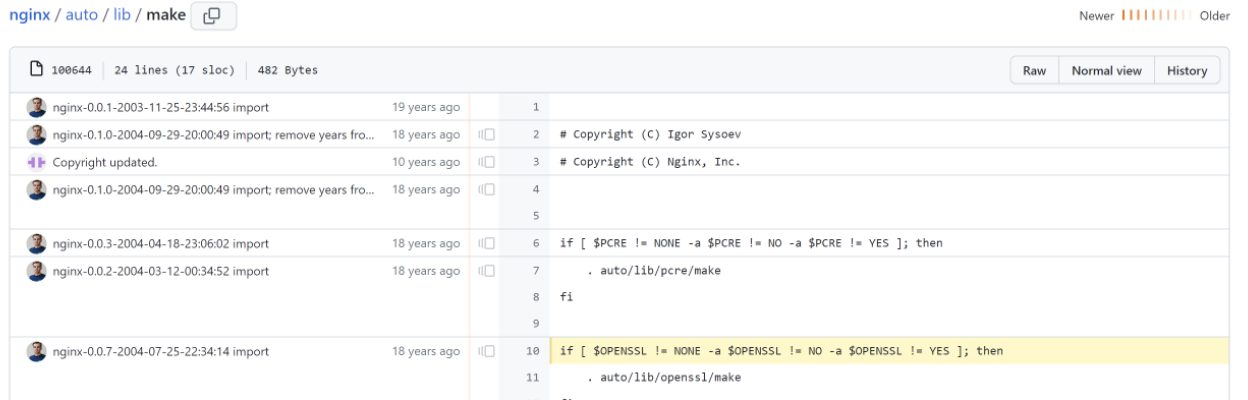 nginx / auto / lib / make
Newer Older
100644 24 lines (17 sloc) 482 Bytes Raw Normal view History
nginx-0.0.1-2003-11-25-23:44:56 import 19 years ago 1
nginx-0.1.0-2004-09-29-20:00:49 import; remove years fro... 18 years ago 2 # Copyright (C) Igor Sysoev
Copyright updated. 10 years ago 3 # Copyright (C) Nginx, Inc.
nginx-0.1.0-2004-09-29-20:00:49 import; remove years fro... 18 years ago 4
5
nginx-0.0.3-2004-04-18-23:06:02 import 18 years ago 6 if [ $PCRE != NONE -a $PCRE != NO -a $PCRE != YES ]; then
nginx-0.0.2-2004-03-12-00:34:52 import 18 years ago 7 . auto/lib/pcre/make
8 fi
9
nginx-0.0.7-2004-07-25-22:34:14 import 18 years ago 10 if [ $OPENSSL != NONE -a $OPENSSL != NO -a $OPENSSL != YES ]; then
11 . auto/lib/openssl/make